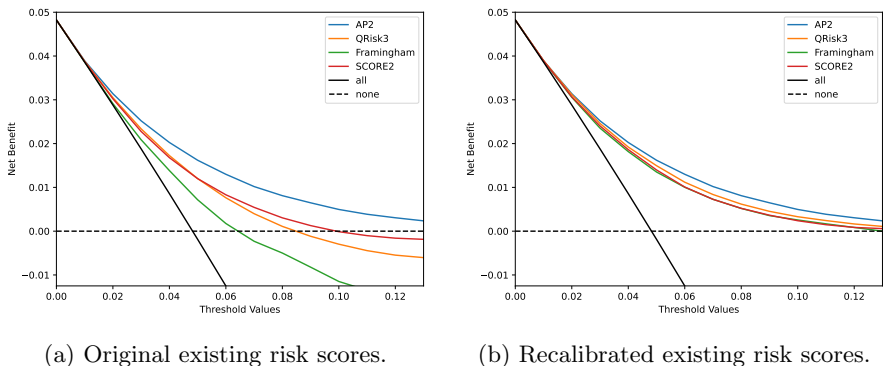 0.05
0.04
0.03
0.02
0.01
0.00
−0.01
Net Benefit
0.00
0.02
0.04
0.06
0.08
0.10
0.12
Threshold Values
AP2
QRisk3
Framingham
SCORE2
all
none
(a) Original existing risk scores.
0.05
0.04
0.03
0.02
0.01
0.00
−0.01
Net Benefit
0.00
0.02
0.04
0.06
0.08
0.10
0.12
Threshold Values
AP2
QRisk3
Framingham
SCORE2
all
none
(b) Recalibrated existing risk scores.